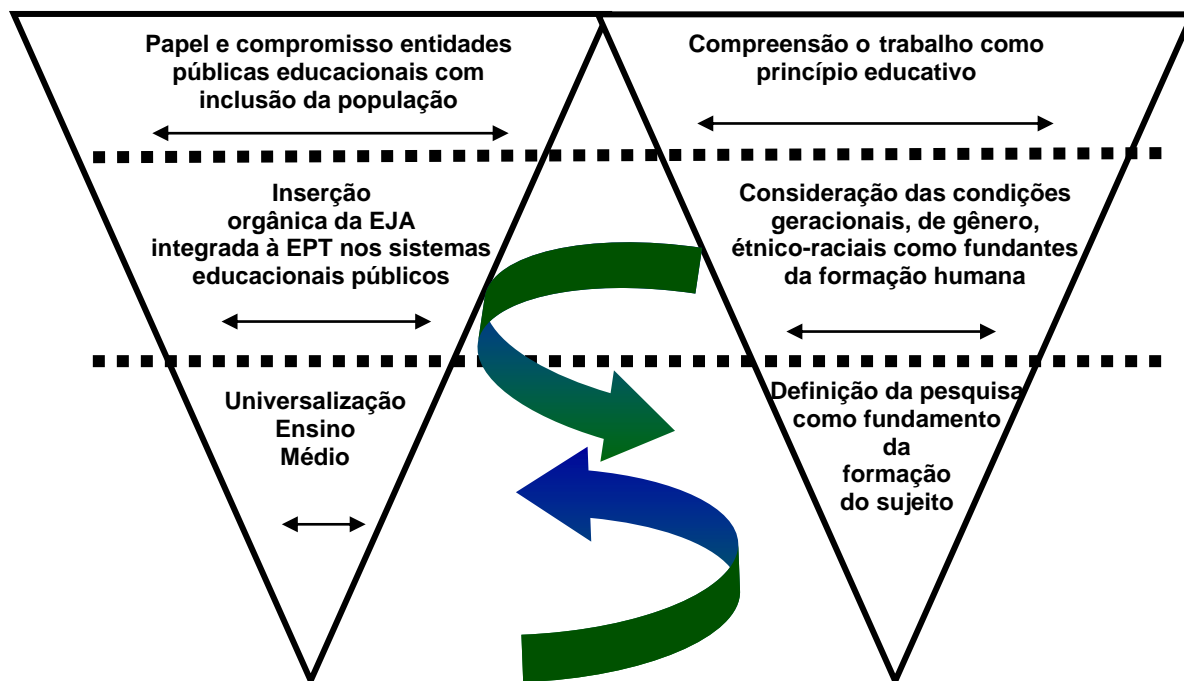 Papel e compromisso entidades
públicas educacionais com
inclusão da população
Compreensão o trabalho como
princípio educativo
Inserção
orgânica da EJA
integrada à EPT nos sistemas
educacionais públicos
Consideração das condições
geracionais, de gênero,
étnico-raciais como fundantes
da formação humana
Universalização
Ensino
Médio
Definição da pesquisa
como fundamento
da
formação
do sujeito